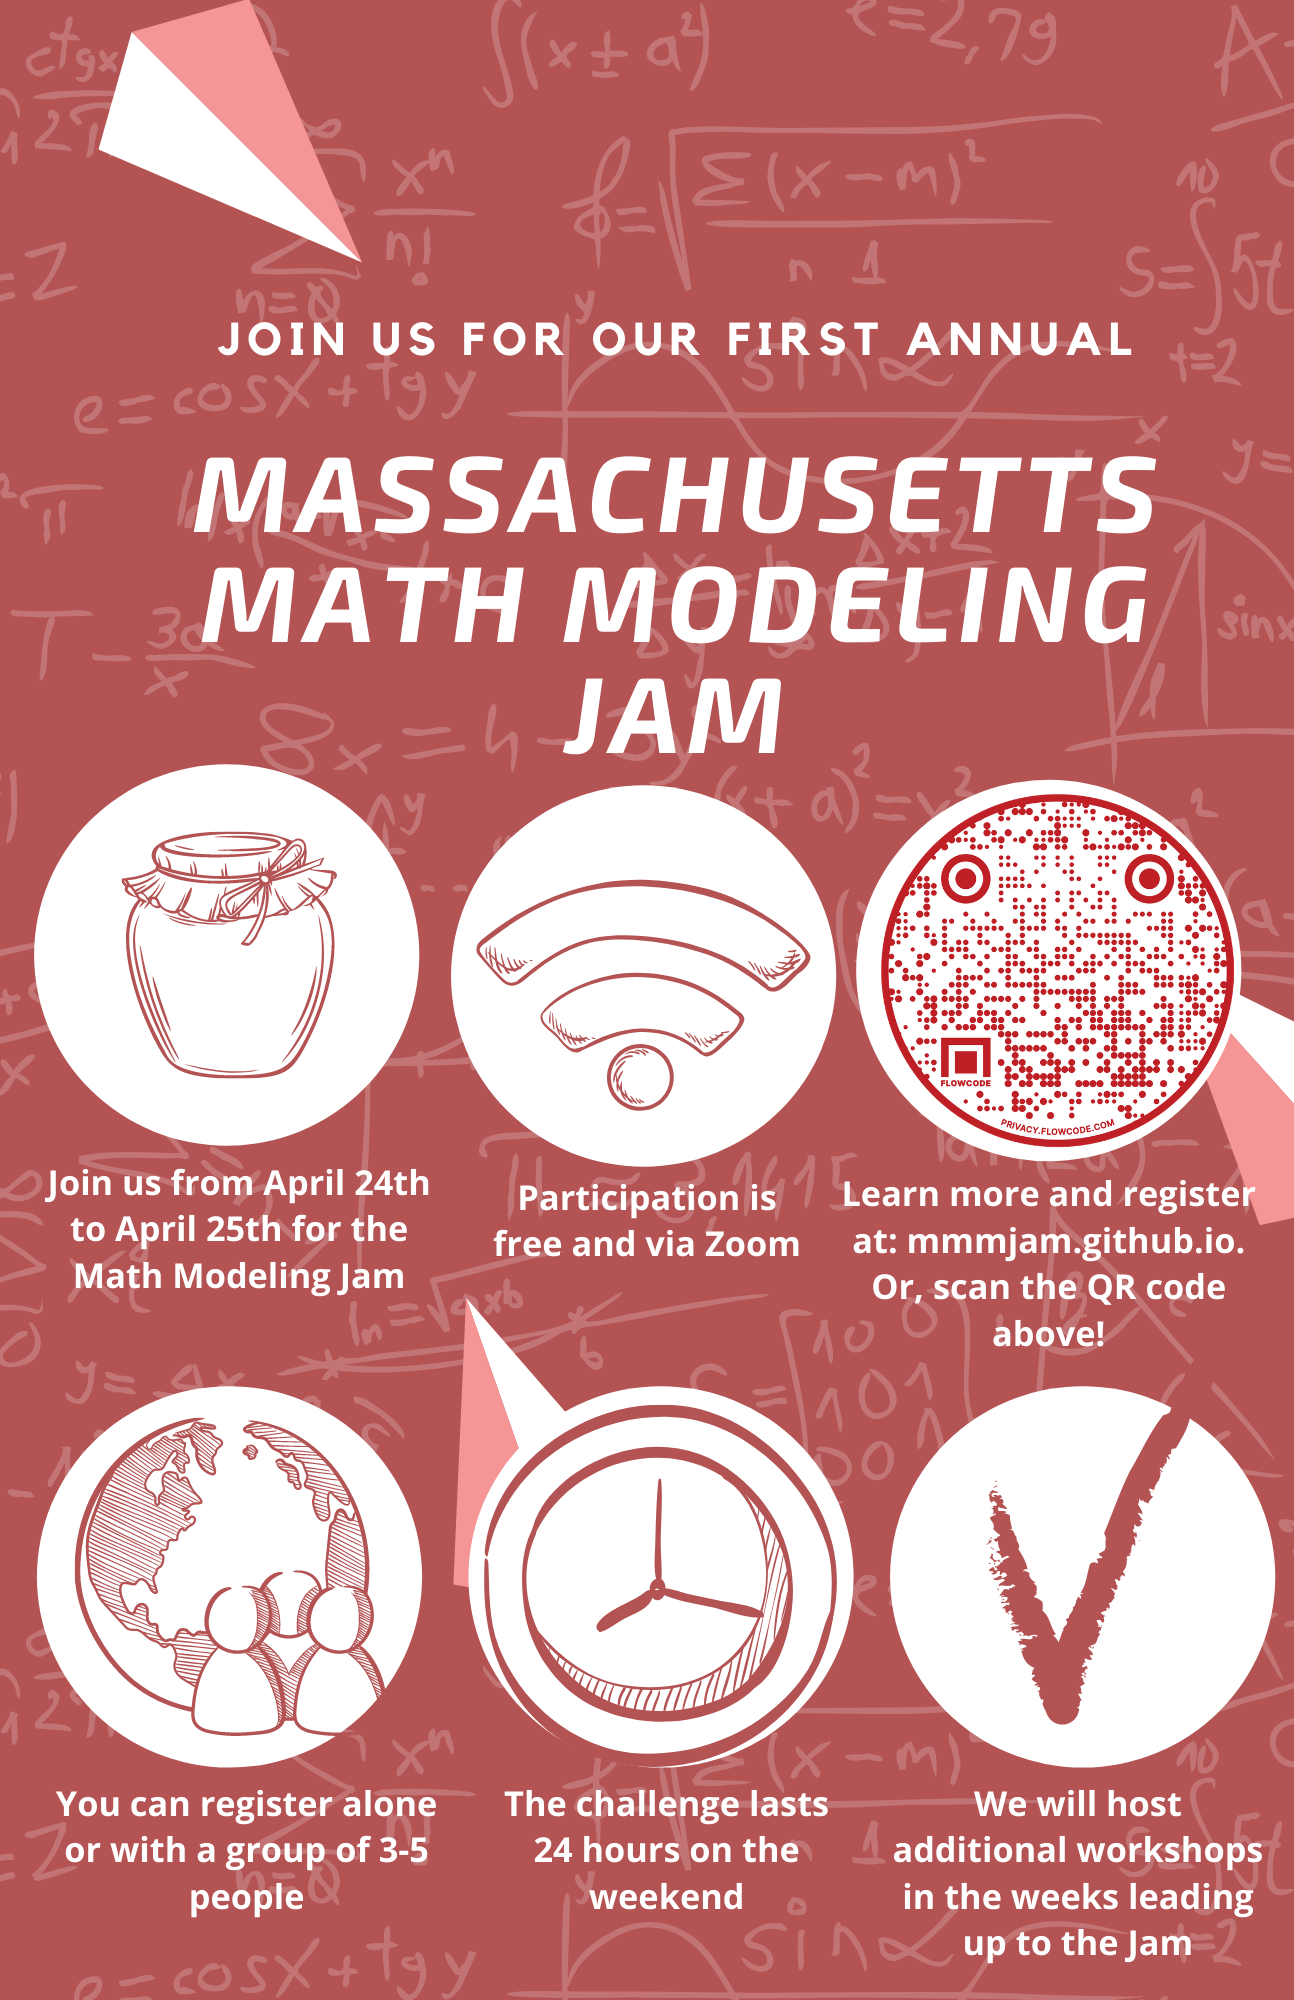 JOIN US FOR OUR FIRST ANNUAL
MASSACHUSETTS
MATH MODELING
JAM
FLOWCODE
PRIVACY.FLOWCODE.COM
Join us from April 24th
to April 25th for the
Math Modeling Jam
Participation is
free and via Zoom
Learn more and register
at: mmmjam.github.io.
Or, scan the QR code
above!
You can register alone
or with a group of 3-5
people
The challenge lasts
24 hours on the
weekend
We will host
additional workshops
in the weeks leading
up to the Jam